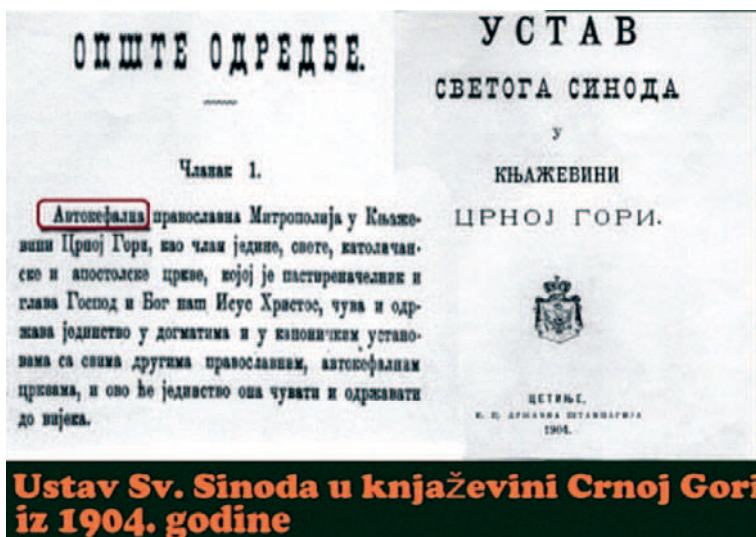 ОПШТЕ ОДРЕДБЕ.
Чланак 1.
Автокефална православна Митрополија у Књаже-
вини Црној Гори, као члан једине, свете, католичан-
ске и апостолске цркве, којој је пастиреначелник и
глава Господ и Бог наш Исус Христос, чува и одр-
жава јединство у догматима и у каноничким устано-
вама са свима другима православним, автокефалним
црквама, и ово ће јединство она чувати и одржавати
до вијека.
УСТАВ
СВЕТОГА СИНОДА
У
КЊАЖЕВИНИ
ЦРНОЈ ГОРИ.
ЦЕТИЊЕ,
К. Ц. ДРЖАВНА ШТАМПАРИЈА
1904.
Ustav Sv. Sinoda u knjaževini Crnoj Gori
iz 1904. godine